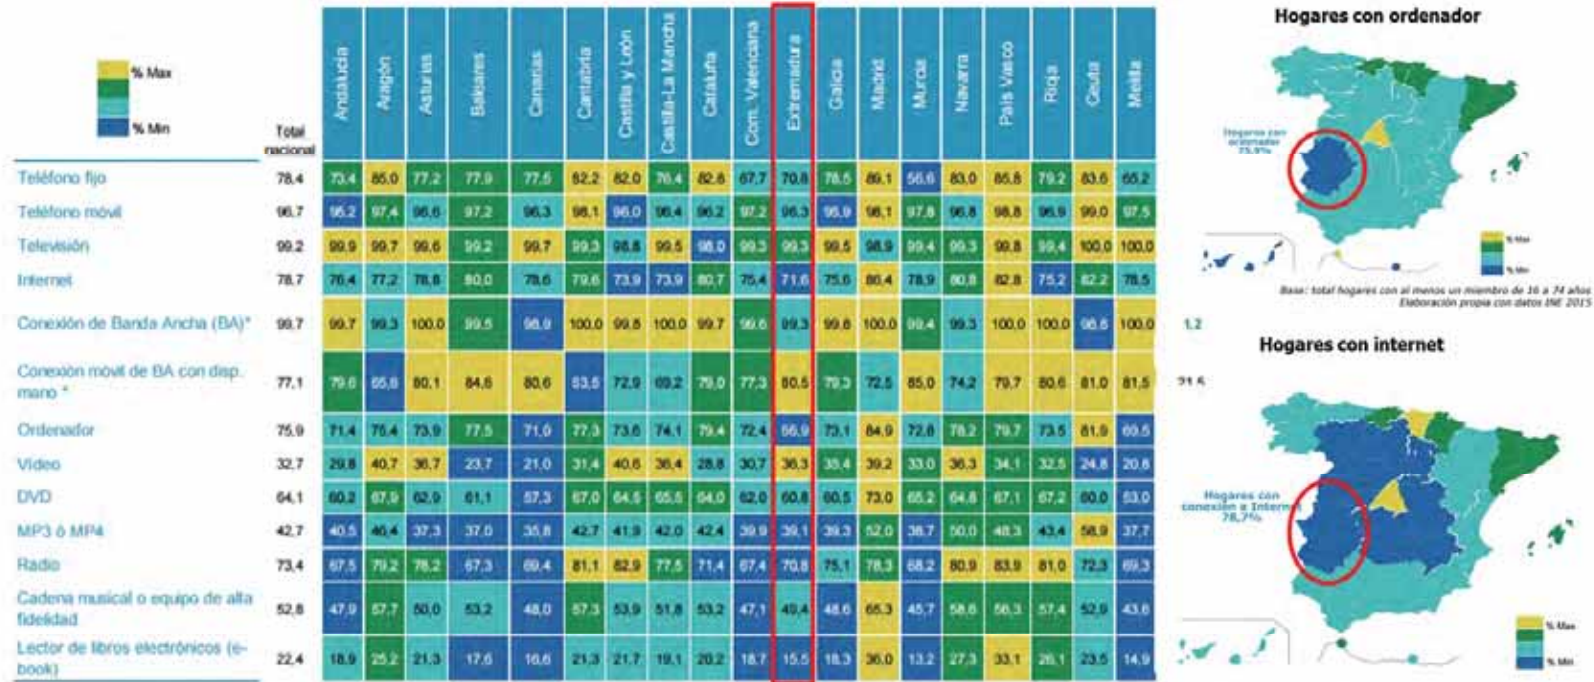 % Max
% Min
Total nacional
Andalucía Aragón Asturias Baleares Canarias Cantabria Castilla y León Castilla-La Mancha Cataluña Com. Valenciana Extremadura Galicia Madrid Murcia Navarra País Vasco Rioja Ceuta Melilla
Teléfono fijo 78.4 73.4 85.0 77.2 77.9 77.5 82.2 82.0 76.4 82.8 67.7 70.8 78.5 89.1 56.6 83.0 85.8 79.2 83.6 65.2
Teléfono móvil 96.7 95.2 97.4 96.6 97.2 96.3 98.1 96.0 96.4 96.2 97.2 96.3 95.9 98.1 97.8 96.8 98.8 96.9 99.0 97.5
Televisión 99.2 99.9 99.7 99.6 99.2 99.7 99.3 98.8 99.5 98.0 99.3 99.3 99.5 98.9 99.4 99.3 99.8 99.4 100.0 100.0
Internet 78.7 76.4 77.2 78.8 80.0 78.6 79.6 73.9 73.9 80.7 75.4 71.6 75.6 86.4 78.9 80.8 82.8 75.2 82.2 78.5
Conexión de Banda Ancha (BA)* 99.7 99.7 99.3 100.0 99.5 98.9 100.0 99.8 100.0 99.7 99.6 99.3 99.8 100.0 99.4 99.3 100.0 100.0 98.6 100.0 1.2
Conexión móvil de BA con disp.
mano * 77.1 79.6 80.1 84.6 80.6 72.9 69.2 79.0 77.3 80.5 79.3 72.5 85.0 74.2 79.7 80.6 81.0 81.5
Ordenador 75.9 71.4 75.4 73.9 77.5 71.0 77.3 73.6 74.1 79.4 72.4 66.9 73.1 84.9 72.8 78.2 79.7 73.5 81.9
Vídeo 32.7 29.8 40.7 36.7 23.7 21.0 31.4 40.6 36.4 28.8 30.7 36.3 35.4 39.2 33.0 36.3 34.1 32.5 24.8 20.6
DVD 64.1 60.2 67.9 62.9 61.1 57.3 67.0 64.5 65.5 64.0 62.0 60.8 60.5 73.0 65.2 64.8 67.1 67.2 60.0 53.0
MP3 ó MP4 42.7 40.5 46.4 37.3 37.0 35.8 42.7 41.9 42.0 42.4 39.9 39.1 39.3 52.0 38.7 50.0 48.3 43.4 58.9 37.7
Radio 73.4 67.5 79.2 78.2 67.3 69.4 81.1 82.9 77.5 71.4 67.4 70.8 75.1 78.3 68.2 80.9 83.9 81.0 72.3 69.3
Cadena musical o equipo de alta
fidelidad 52.8 47.9 57.7 50.0 53.2 48.0 57.3 53.9 51.8 53.2 47.1 49.4 48.6 65.3 45.7 58.6 56.3 57.4 52.9 43.6
Lector de libros electrónicos (e-
book) 22.4 18.9 25.2 21.3 17.6 16.6 21.3 21.7 19.1 20.2 18.7 15.5 18.3 36.0 13.2 27.3 33.1 26.1 23.5 14.9
Hogares con ordenador
Hogares con
ordenador
75,9%
% Max
% Min
Base: total hogares con al menos un miembro de 16 a 74 años
Elaboración propia con datos INE 2015
Hogares con internet
Hogares con
conexión a Internet
78,7%
% Max
% Min